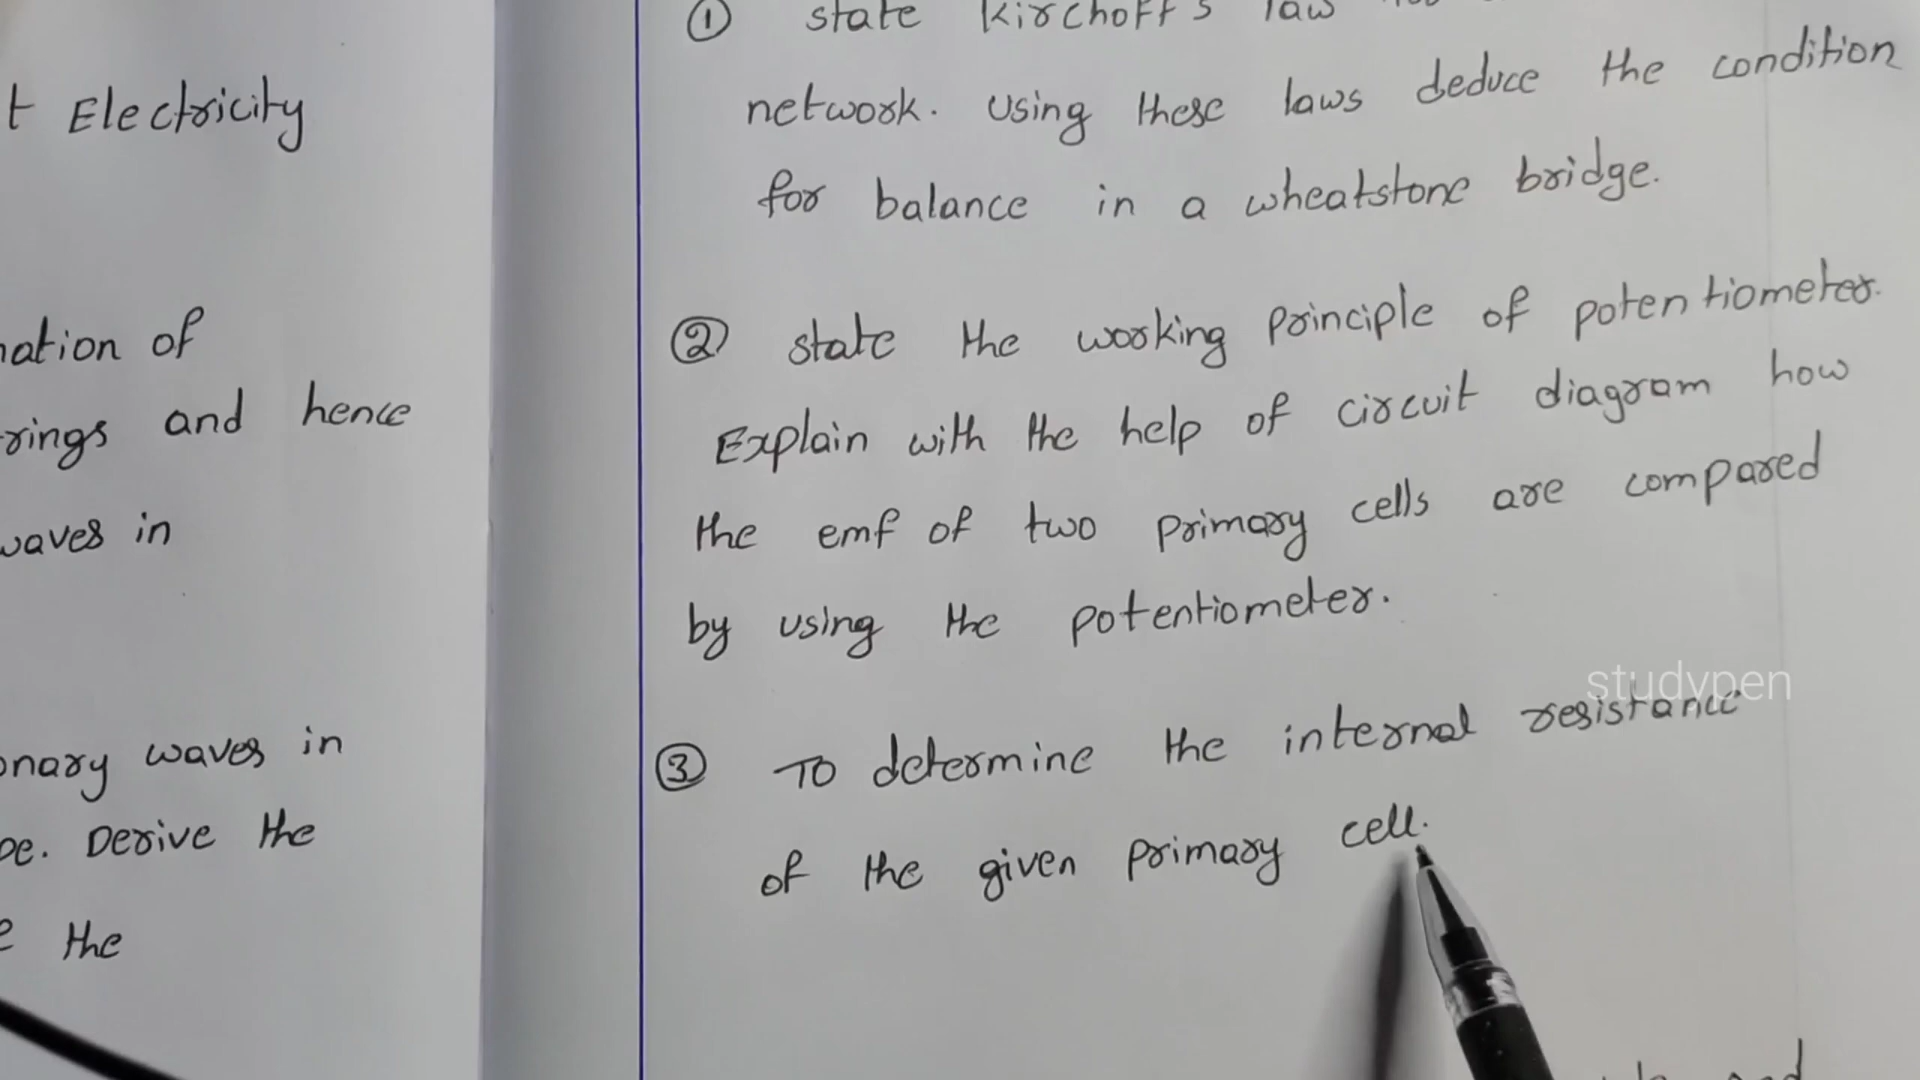 t Electricity
ation of
rings and hence
waves in
onary waves in
pe. Derive the
the
① state Kirchoff's law
network. Using these laws deduce the condition
for balance in a wheatstone bridge.
② state the working principle of potentiometer.
Explain with the help of circuit diagram how
the emf of two primary cells are compared
by using the potentiometer.
studypen
③ To determine the internal resistance
of the given primary cell.